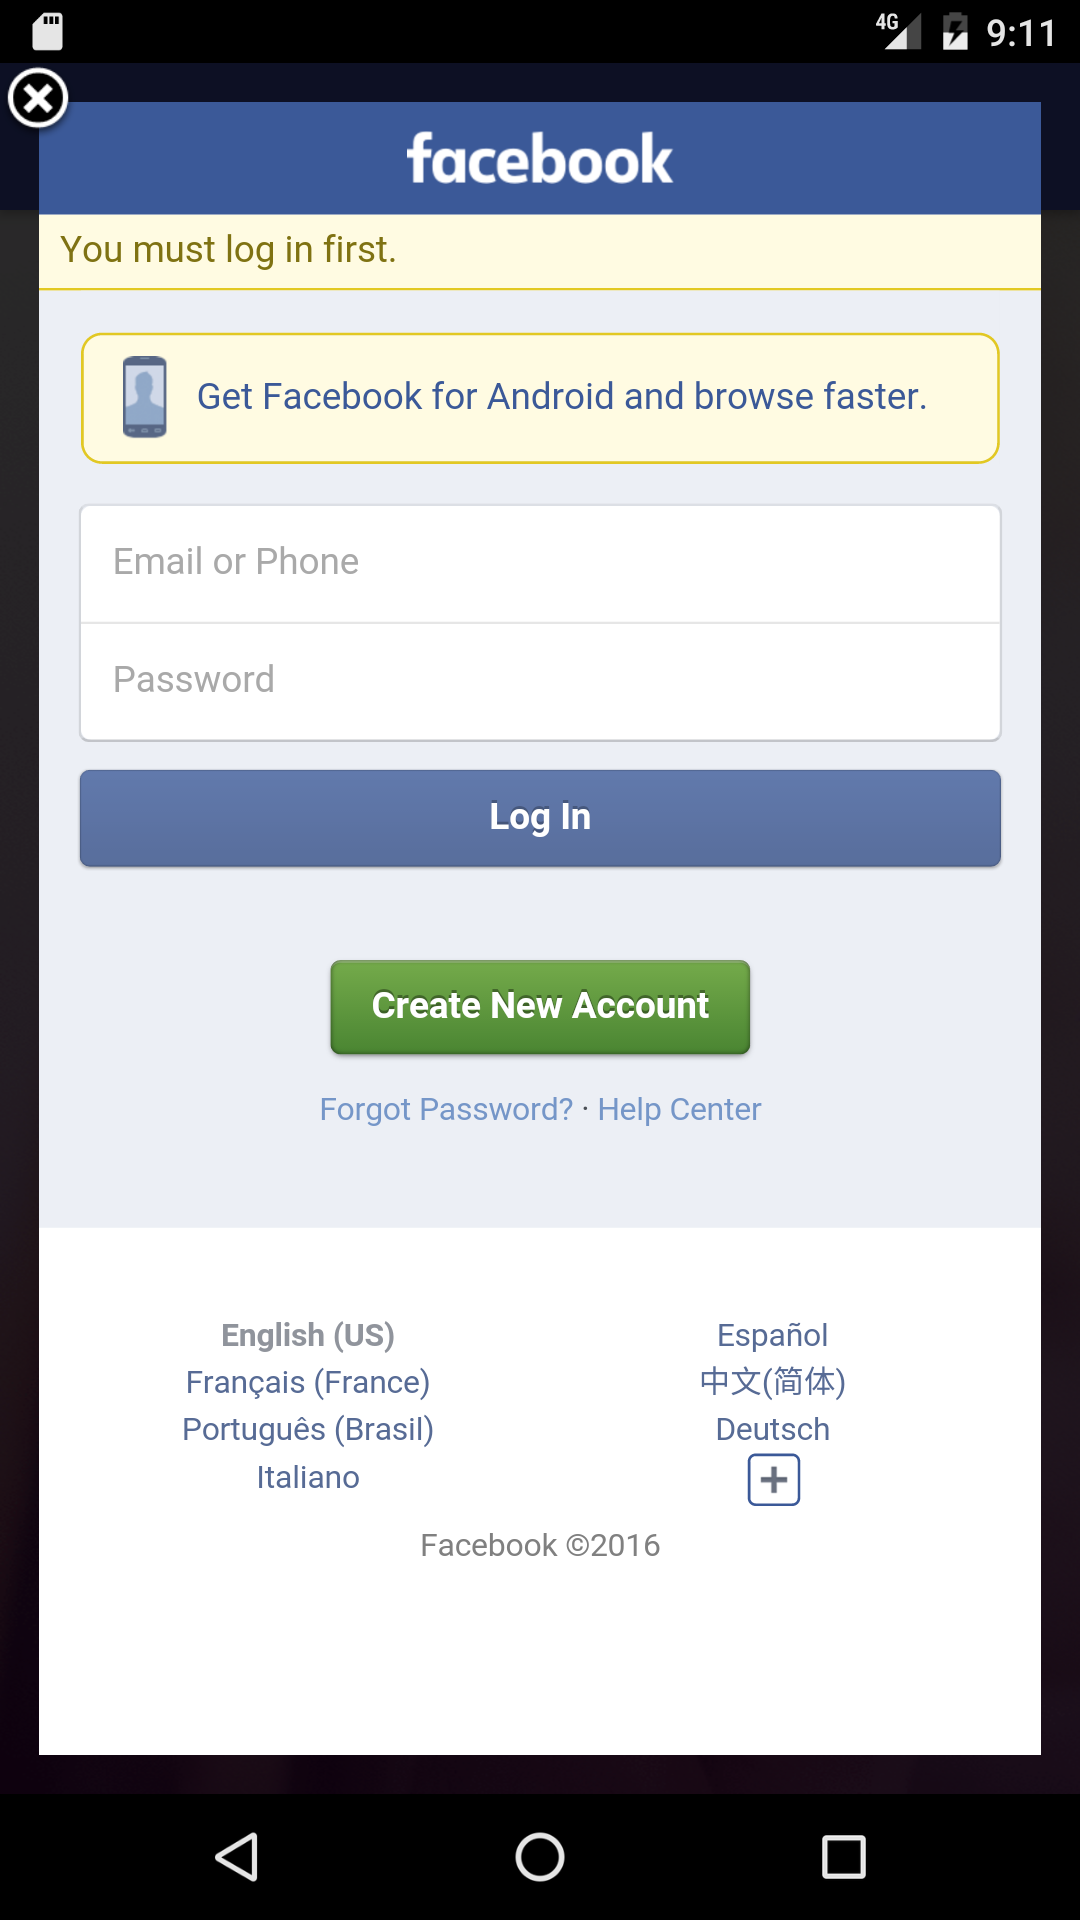 4G 9:11
facebook
You must log in first.
Get Facebook for Android and browse faster.
Email or Phone
Password
Log In
Create New Account
Forgot Password? · Help Center
English (US) Español
Français (France) 中文(简体)
Português (Brasil) Deutsch
Italiano
Facebook ©2016